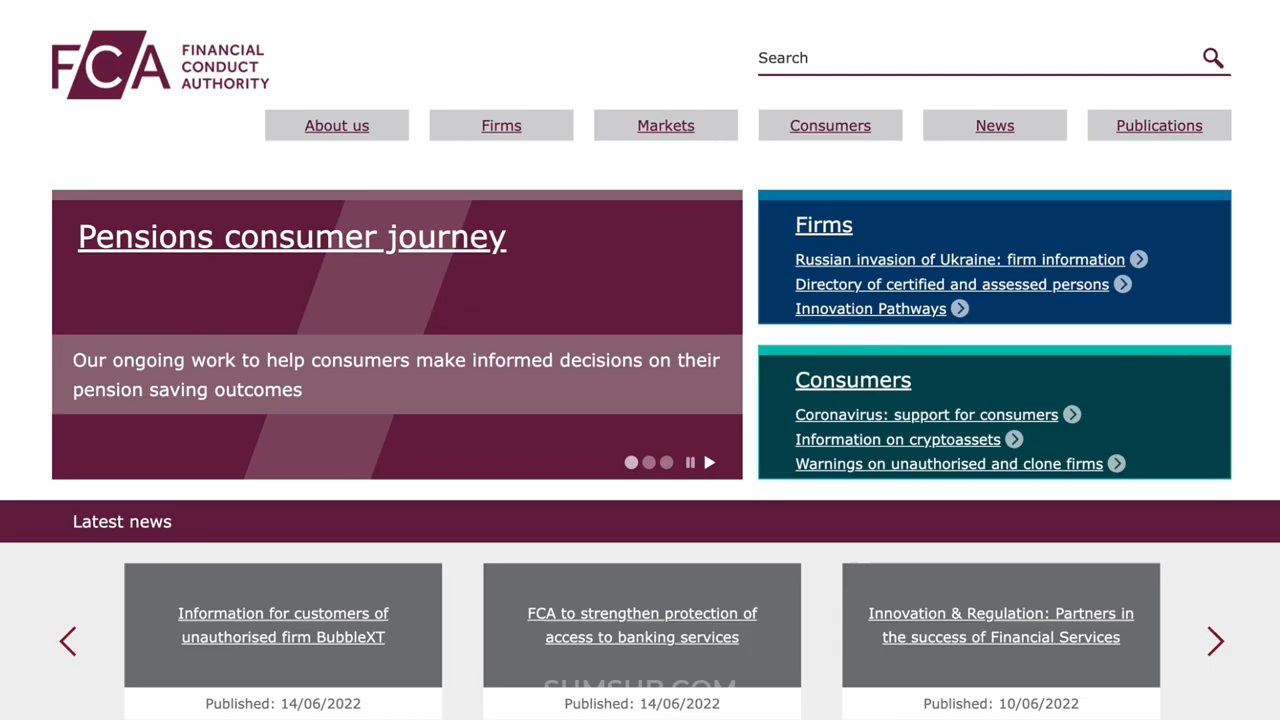 FCA
FINANCIAL
CONDUCT
AUTHORITY
Search
About us
Firms
Markets
Consumers
News
Publications
Pensions consumer journey
Our ongoing work to help consumers make informed decisions on their
pension saving outcomes
Firms
Russian invasion of Ukraine: firm information
Directory of certified and assessed persons
Innovation Pathways
Consumers
Coronavirus: support for consumers
Information on cryptoassets
Warnings on unauthorised and clone firms
Latest news
Information for customers of
unauthorised firm BubbleXT
Published: 14/06/2022
FCA to strengthen protection of
access to banking services
SUMSUB.COM
Published: 14/06/2022
Innovation & Regulation: Partners in
the success of Financial Services
Published: 10/06/2022